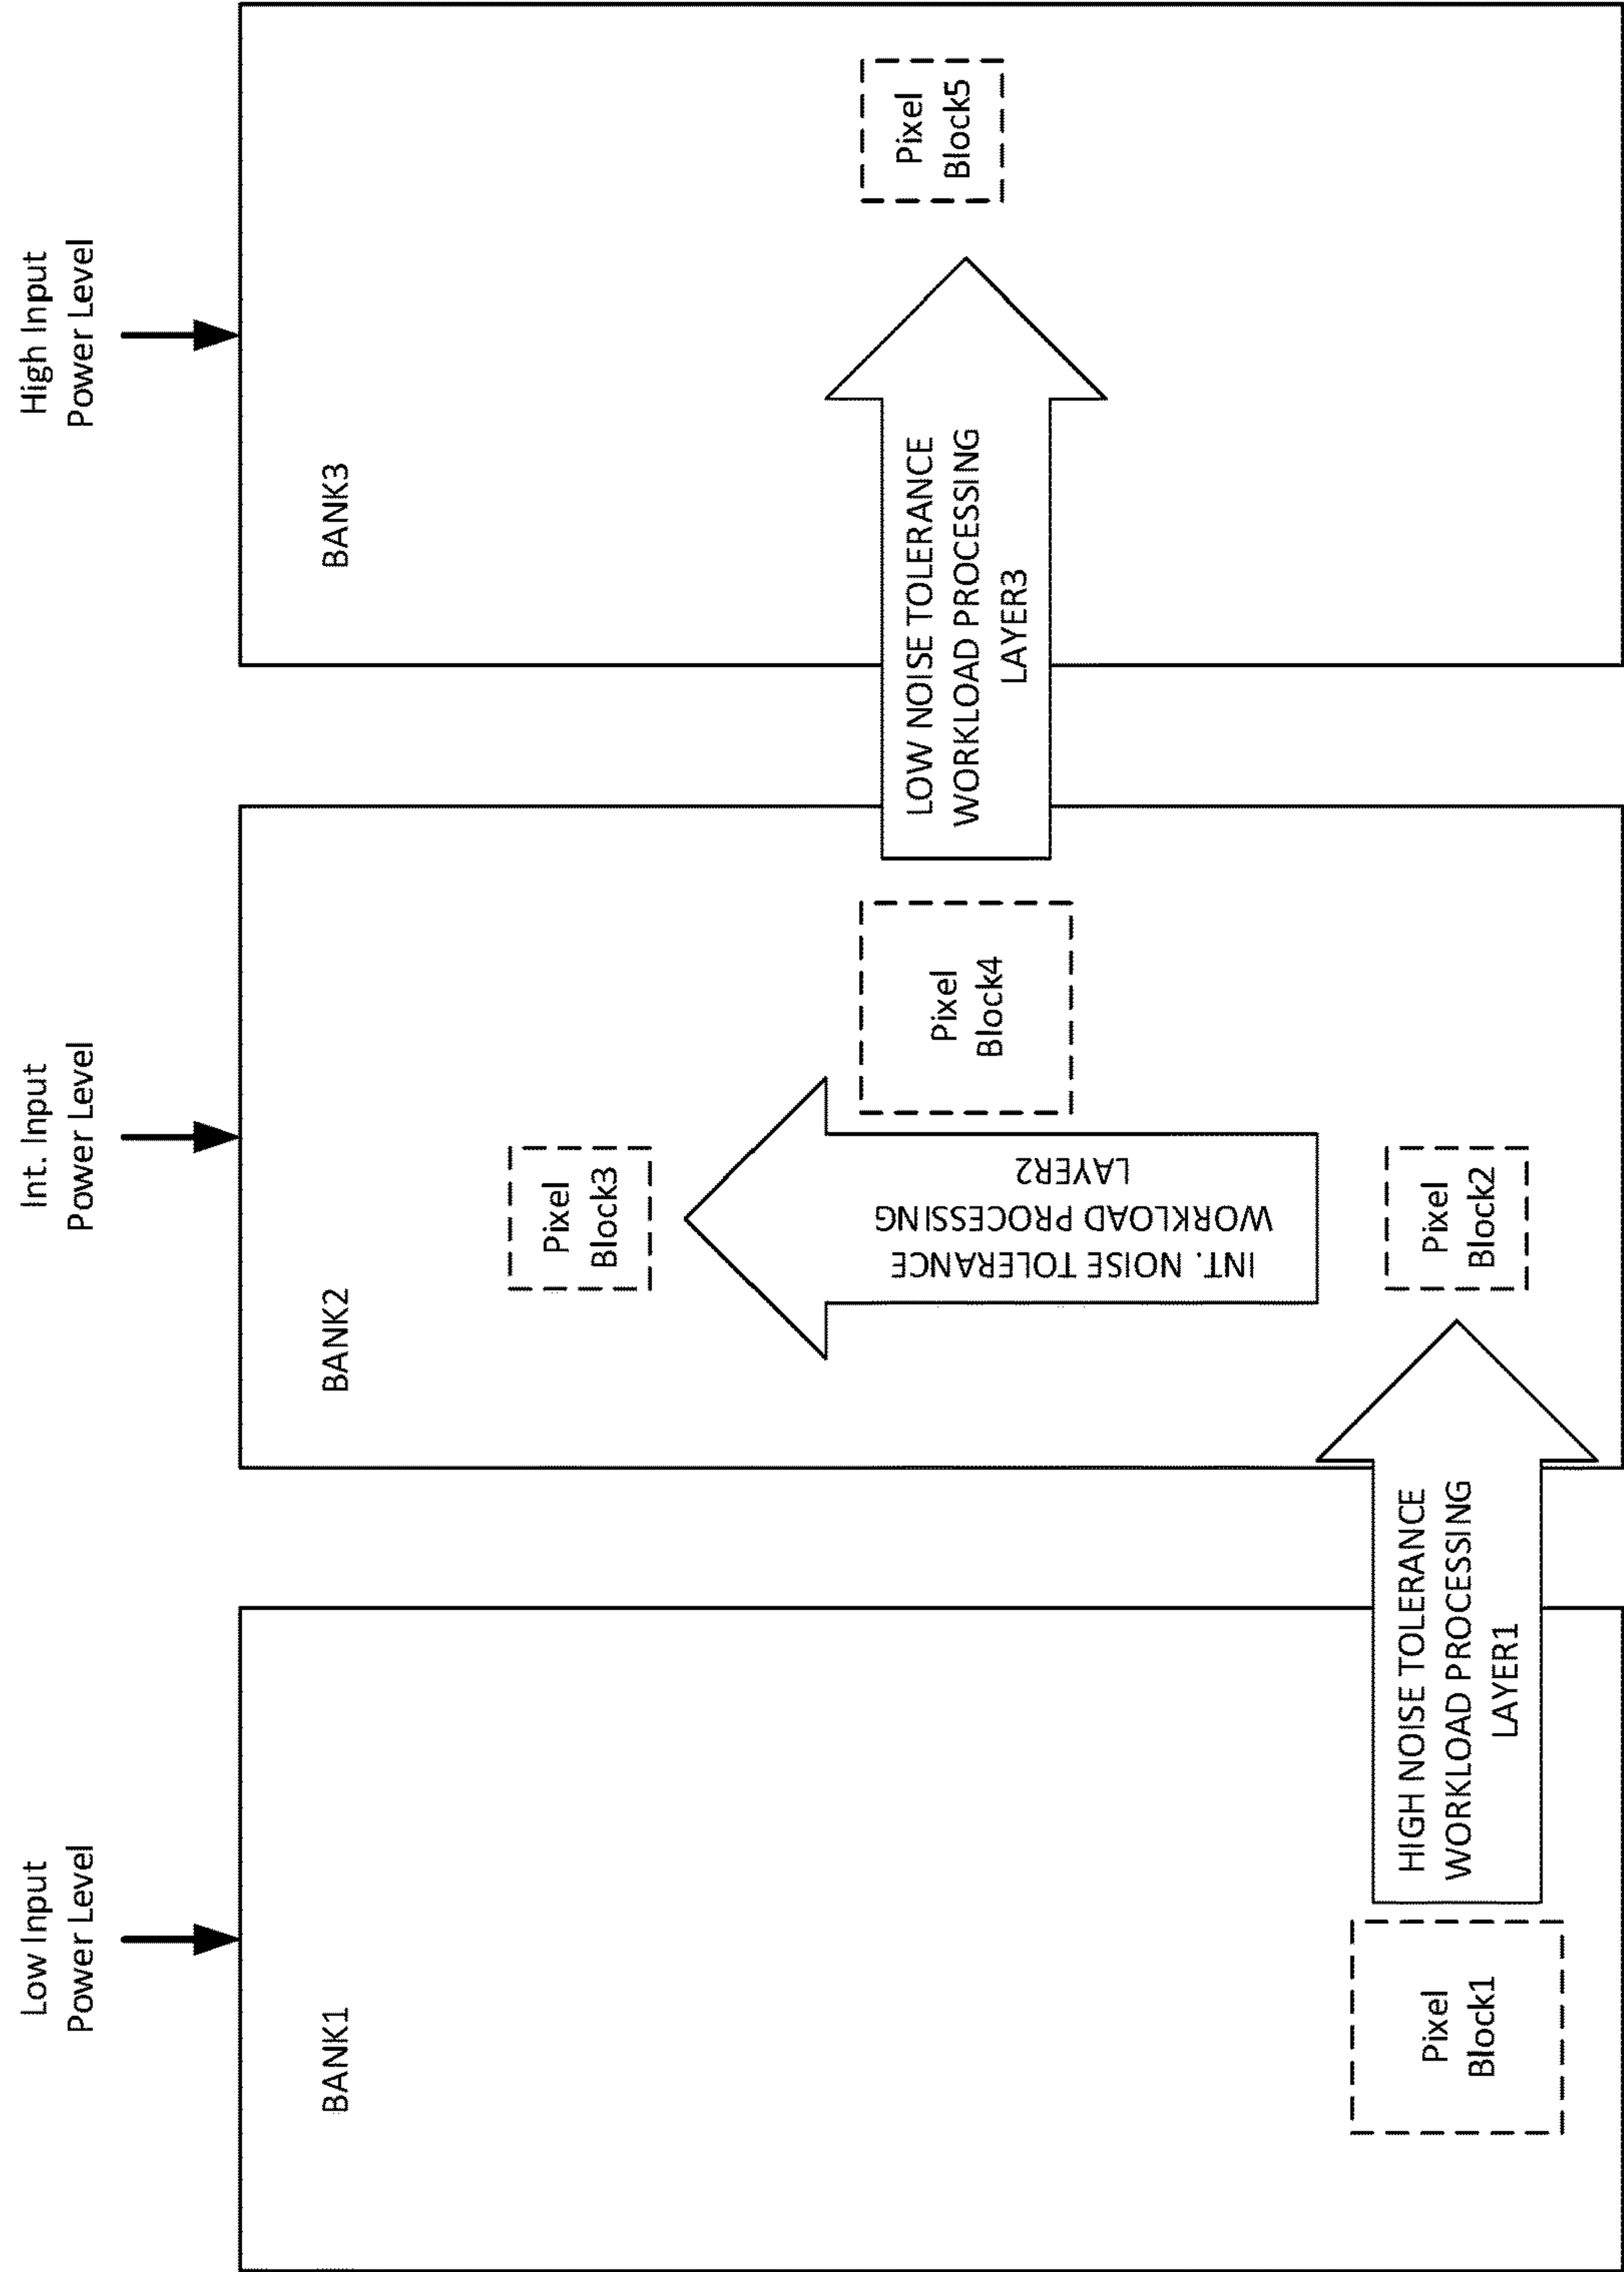 Low Input
Power Level
Int. Input
Power Level
High Input
Power Level
BANK1
BANK2
BANK3
Pixel
Block1
HIGH NOISE TOLERANCE
WORKLOAD PROCESSING
LAYER1
Pixel
Block2
INT. NOISE TOLERANCE
WORKLOAD PROCESSING
LAYER2
Pixel
Block3
Pixel
Block4
LOW NOISE TOLERANCE
WORKLOAD PROCESSING
LAYER3
Pixel
Block5